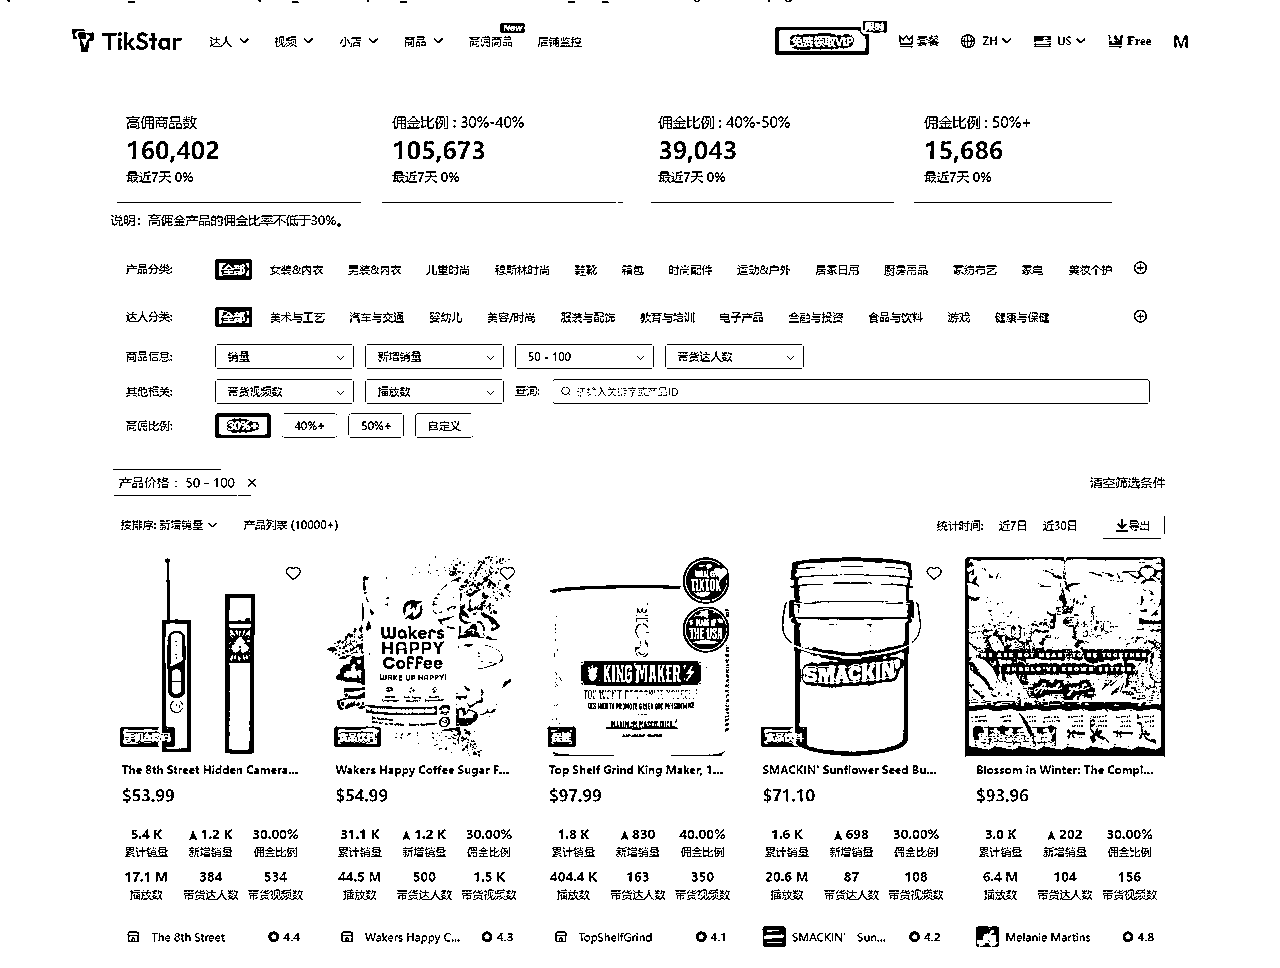 TikStar 达人 视频 小店 商品 高佣商品 New 店铺监控 免费领取VIP 限时 套餐 ZH US Free M
高佣商品数 佣金比例 : 30%-40% 佣金比例 : 40%-50% 佣金比例 : 50%+
160,402 105,673 39,043 15,686
最近7天 0% 最近7天 0% 最近7天 0% 最近7天 0%
说明：高佣金产品的佣金比率不低于30%。
产品分类: 全部 女装&内衣 男装&内衣 儿童时尚 穆斯林时尚 鞋靴 箱包 时尚配件 运动&户外 居家日用 厨房用品 家纺布艺 家电 美妆个护
达人分类: 全部 美术与工艺 汽车与交通 婴幼儿 美容/时尚 服装与配饰 教育与培训 电子产品 金融与投资 食品与饮料 游戏 健康与保健
商品信息: 销量 新增销量 50 - 100 带货达人数
其他相关: 带货视频数 播放数 查询: 请输入关键字或产品ID
高佣比例: 30%+ 40%+ 50%+ 自定义
产品价格 : 50 - 100 × 清空筛选条件
按排序: 新增销量 产品列表 (10000+) 统计时间: 近7日 近30日 导出
Wakers
HAPPY
Coffee
WAKE UP HAPPY!
TIKTOK
THE USA
KING MAKER
SMACKIN'
The 8th Street Hidden Camera... Wakers Happy Coffee Sugar F... Top Shelf Grind King Maker, 1... SMACKIN' Sunflower Seed Bu... Blossom in Winter: The Compl...
$53.99 $54.99 $97.99 $71.10 $93.96
5.4 K 1.2 K 30.00% 31.1 K 1.2 K 30.00% 1.8 K 830 40.00% 1.6 K 698 30.00% 3.0 K 202 30.00%
累计销量 新增销量 佣金比例 累计销量 新增销量 佣金比例 累计销量 新增销量 佣金比例 累计销量 新增销量 佣金比例 累计销量 新增销量 佣金比例
17.1 M 384 534 44.5 M 500 1.5 K 404.4 K 163 350 20.6 M 87 108 6.4 M 104 156
播放数 带货达人数 带货视频数 播放数 带货达人数 带货视频数 播放数 带货达人数 带货视频数 播放数 带货达人数 带货视频数 播放数 带货达人数 带货视频数
The 8th Street 4.4 Wakers Happy C... 4.3 TopShelfGrind 4.1 SMACKIN' Sun... 4.2 Melanie Martins 4.8